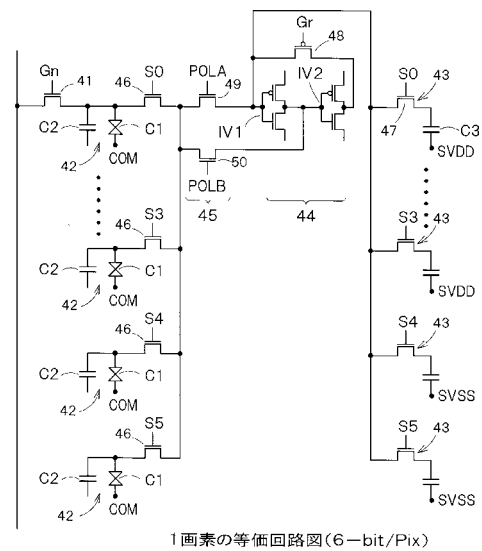 Gr
48
Gn
41
46
S0
POLA
49
IV2
S0
43
IV1
47
C2
C1
42
COM
C3
SVDD
50
POLB
45
44
46
S3
S3
43
C2
C1
42
COM
SVDD
46
S4
S4
43
C2
C1
42
COM
SVSS
46
S5
S5
43
C2
C1
42
COM
SVSS
1画素の等価回路図(6-bit/Pix)